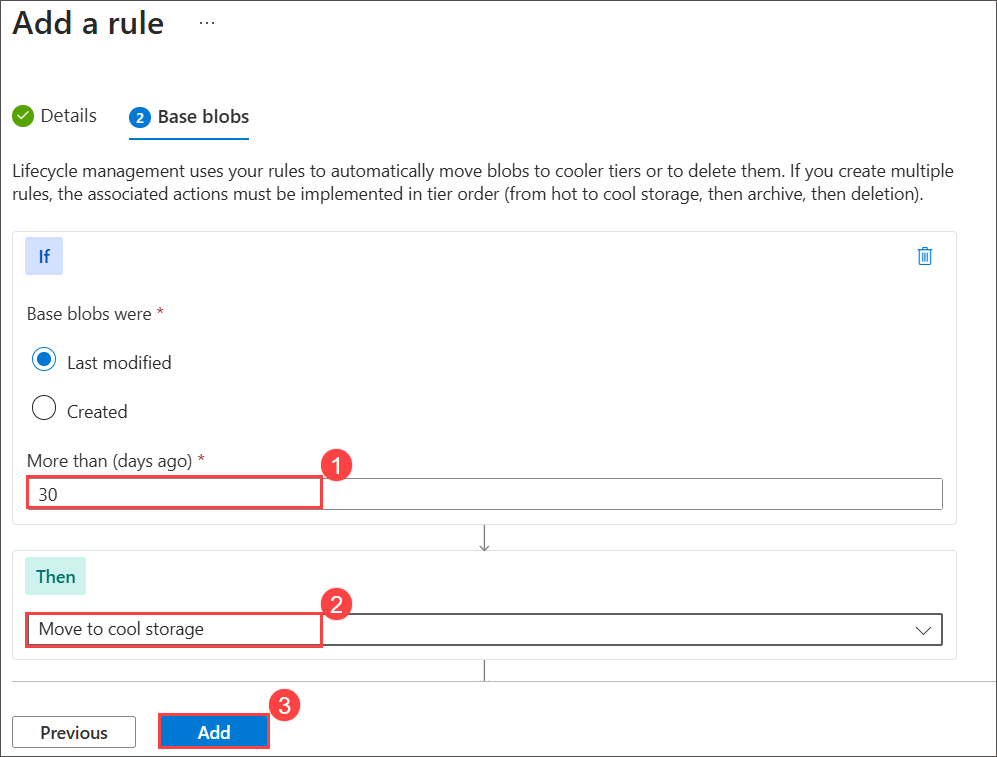 Add a rule ...
Details
2 Base blobs
Lifecycle management uses your rules to automatically move blobs to cooler tiers or to delete them. If you create multiple
rules, the associated actions must be implemented in tier order (from hot to cool storage, then archive, then deletion).
If
Base blobs were *
Last modified
Created
More than (days ago) *
1
30
Then
2
Move to cool storage
3
Previous
Add